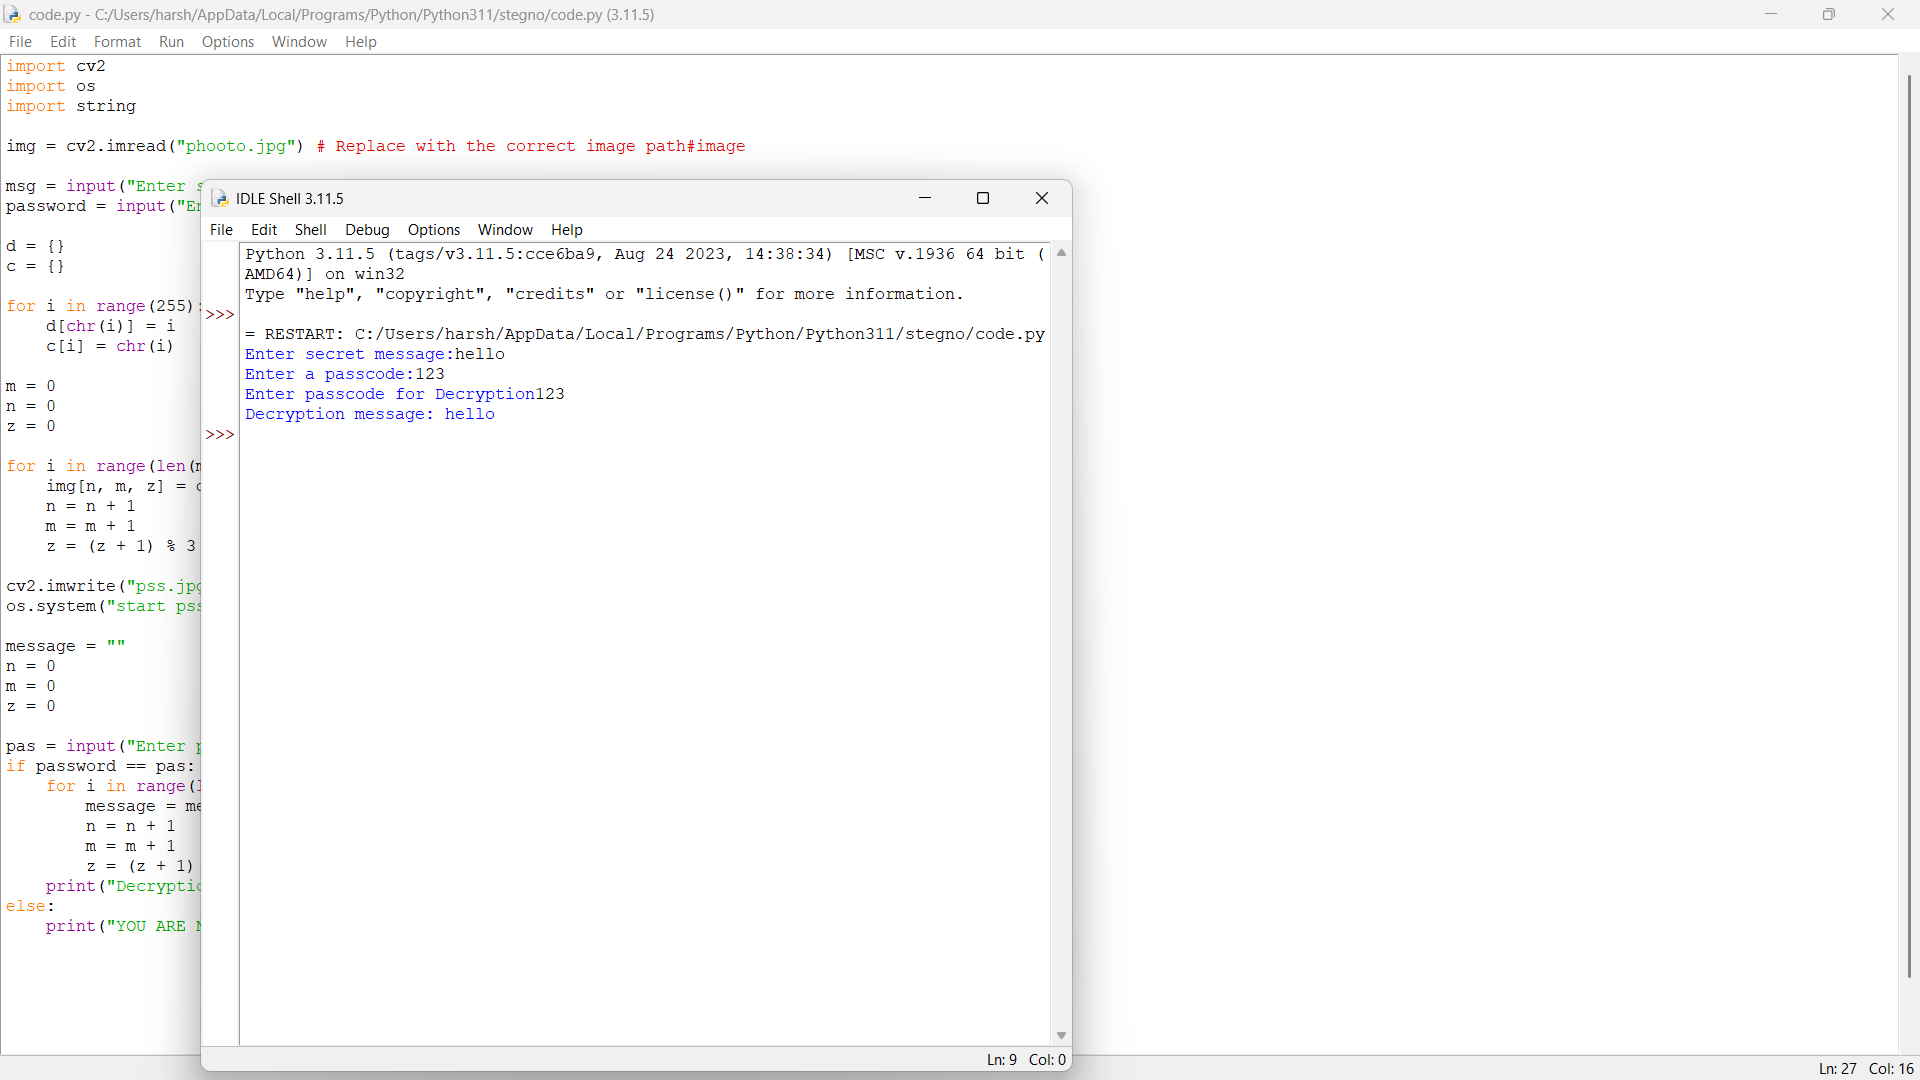 code.py - C:/Users/harsh/AppData/Local/Programs/Python/Python311/stegno/code.py (3.11.5)
File Edit Format Run Options Window Help
import cv2
import os
import string
img = cv2.imread("phooto.jpg") # Replace with the correct image path#image
msg = input("Enter
password = input("
d = {}
c = {}
for i in range(255):
d[chr(i)] = i
c[i] = chr(i)
m = 0
n = 0
z = 0
for i in range(len(
img[n, m, z] =
n = n + 1
m = m + 1
z = (z + 1) % 3
cv2.imwrite("pss.jp
os.system("start ps
message = ""
n = 0
m = 0
z = 0
pas = input("Enter
if password == pas:
for i in range(
message = m
n = n + 1
m = m + 1
z = (z + 1)
print("Decrypti
else:
print("YOU ARE
IDLE Shell 3.11.5
File Edit Shell Debug Options Window Help
Python 3.11.5 (tags/v3.11.5:cce6ba9, Aug 24 2023, 14:38:34) [MSC v.1936 64 bit (
AMD64)] on win32
Type "help", "copyright", "credits" or "license()" for more information.
>>>
= RESTART: C:/Users/harsh/AppData/Local/Programs/Python/Python311/stegno/code.py
Enter secret message:hello
Enter a passcode:123
Enter passcode for Decryption123
Decryption message: hello
>>>
Ln: 9 Col: 0
Ln: 27 Col: 16